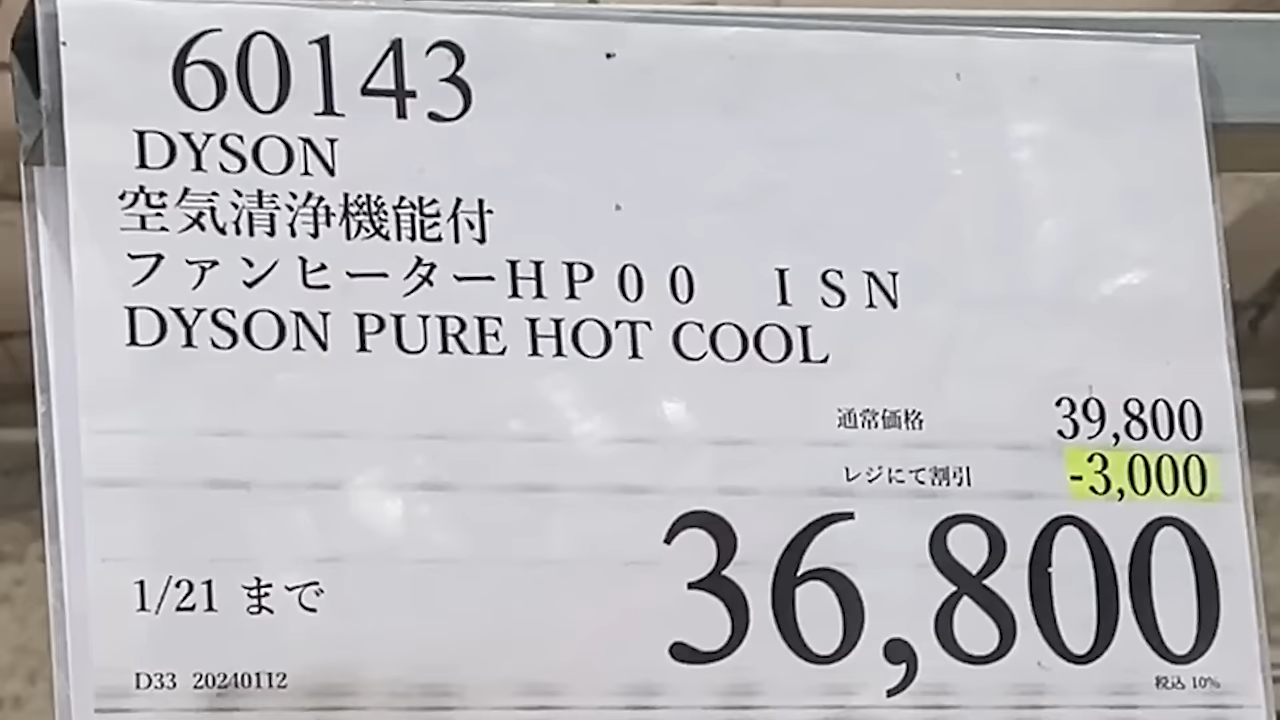 60143
DYSON
空気清浄機能付
ファンヒーターＨＰ００　ＩＳＮ
DYSON PURE HOT COOL
通常価格 39,800
レジにて割引 -3,000
36,800
1/21 まで
D33 20240112
税込 10%